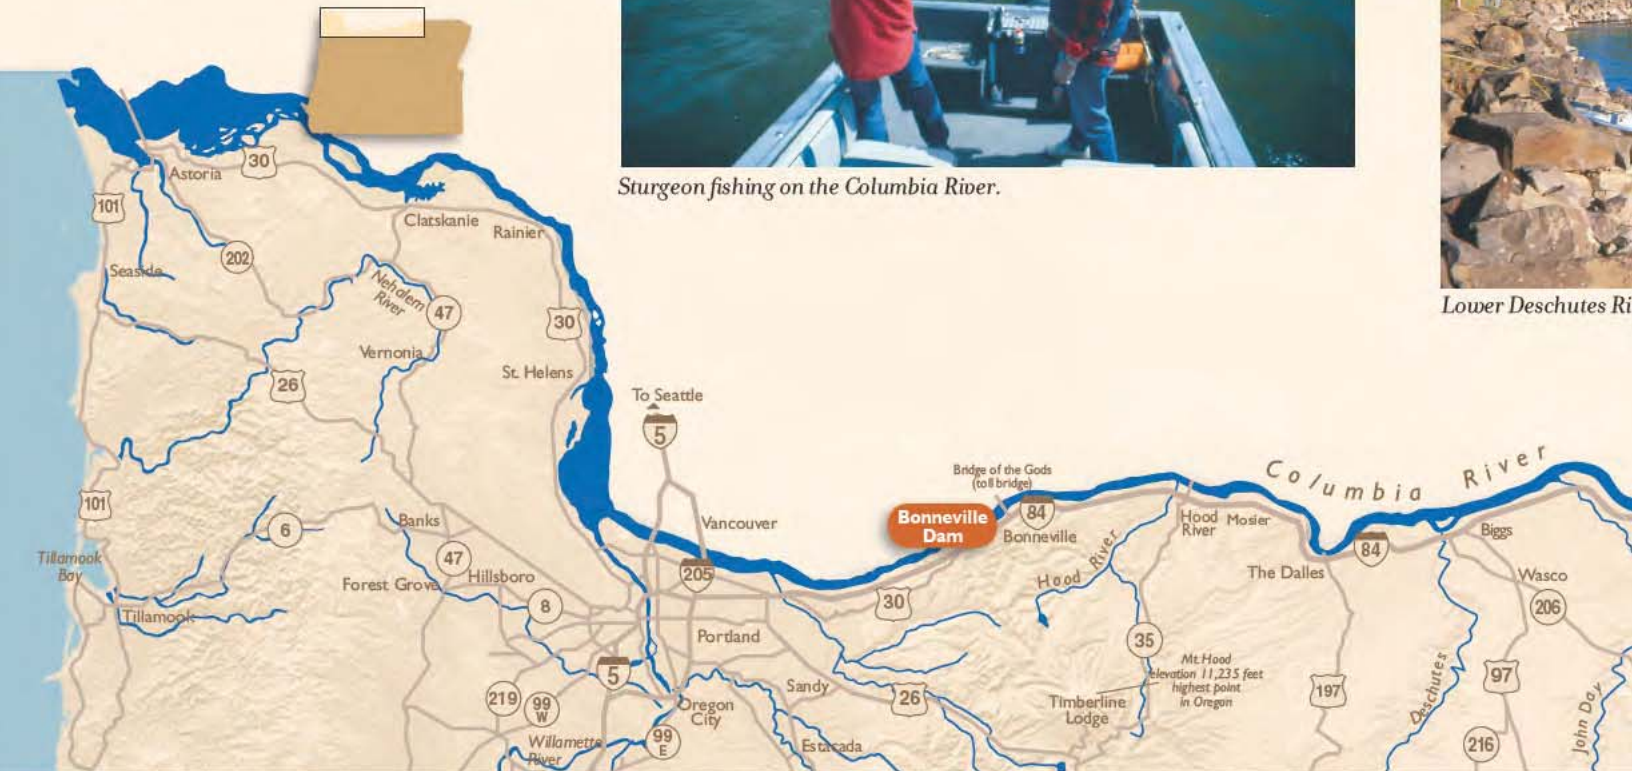 Sturgeon fishing on the Columbia River.
Lower Deschutes Ri
30
Astoria
101
Clatskanie
Rainier
202
Seaside
Nehalem
River
47
30
Vernonia
St. Helens
26
To Seattle
5
Columbia River
Bridge of the Gods
(toll bridge)
101
Bonneville
Dam
84
Bonneville
Hood
River
Mosier
Biggs
84
Banks
Vancouver
6
Tillamook
Bay
47
Hillsboro
Forest Grove
205
Hood River
The Dalles
Wasco
206
8
30
Tillamook
Portland
35
Mt. Hood
elevation 11,235 feet
highest point
in Oregon
5
Sandy
26
Timberline
Lodge
197
Deschutes
97
John Day
219
99
W
Oregon
City
99
E
Willamette
River
Estacada
216